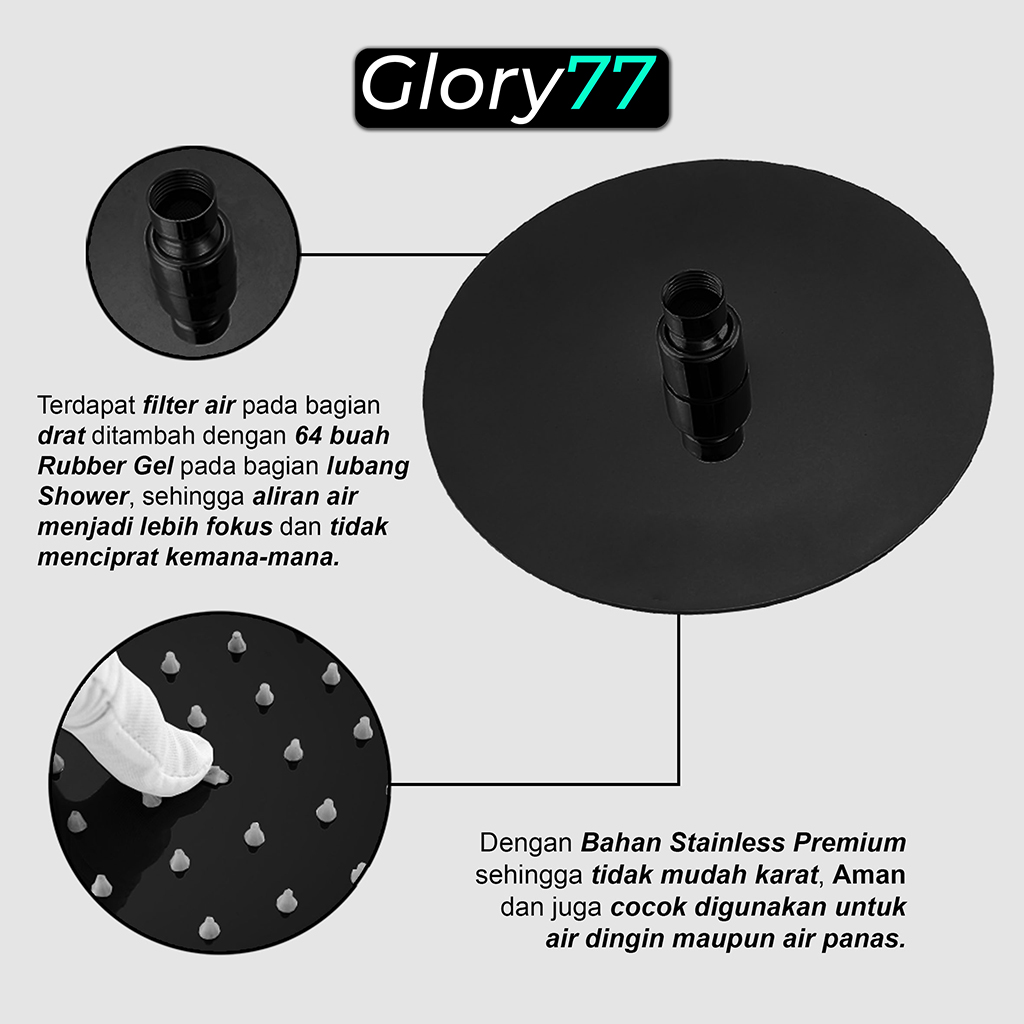 Glory77
Terdapat filter air pada bagian
drat ditambah dengan 64 buah
Rubber Gel pada bagian lubang
Shower, sehingga aliran air
menjadi lebih fokus dan tidak
menciprat kemana-mana.
Dengan Bahan Stainless Premium
sehingga tidak mudah karat, Aman
dan juga cocok digunakan untuk
air dingin maupun air panas.